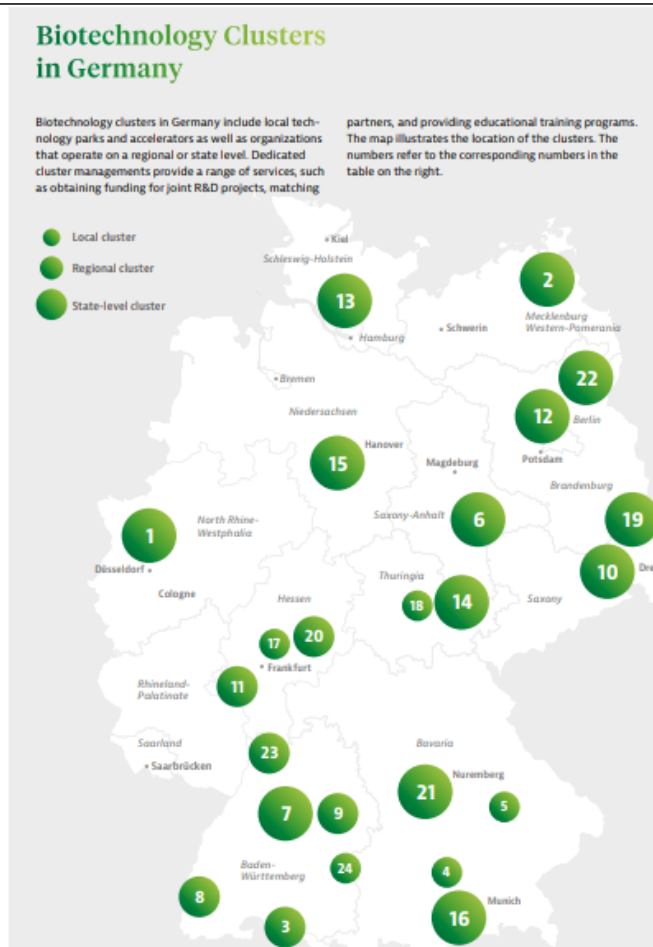 Biotechnology Clusters
in Germany
Biotechnology clusters in Germany include local tech-
nology parks and accelerators as well as organizations
that operate on a regional or state level. Dedicated
cluster managements provide a range of services, such
as obtaining funding for joint R&D projects, matching
partners, and providing educational training programs.
The map illustrates the location of the clusters. The
numbers refer to the corresponding numbers in the
table on the right.
Local cluster
Regional cluster
State-level cluster
Kiel
Schleswig-Holstein
13
2
Mecklenburg
Western-Pomerania
Schwerin
Hamburg
Bremen
22
Niedersachsen
12
Berlin
Hanover
15
Magdeburg
Potsdam
Brandenburg
North Rhine-
Westphalia
1
Saxony-Anhalt
6
19
Düsseldorf
Cologne
Thuringia
10
Dre
Hessen
18
14
Saxony
17
20
Frankfurt
Rhineland-
Palatinate
11
Saarland
Saarbrücken
23
Bavaria
Nuremberg
21
5
7
9
Baden-
Württemberg
24
4
8
Munich
3
16